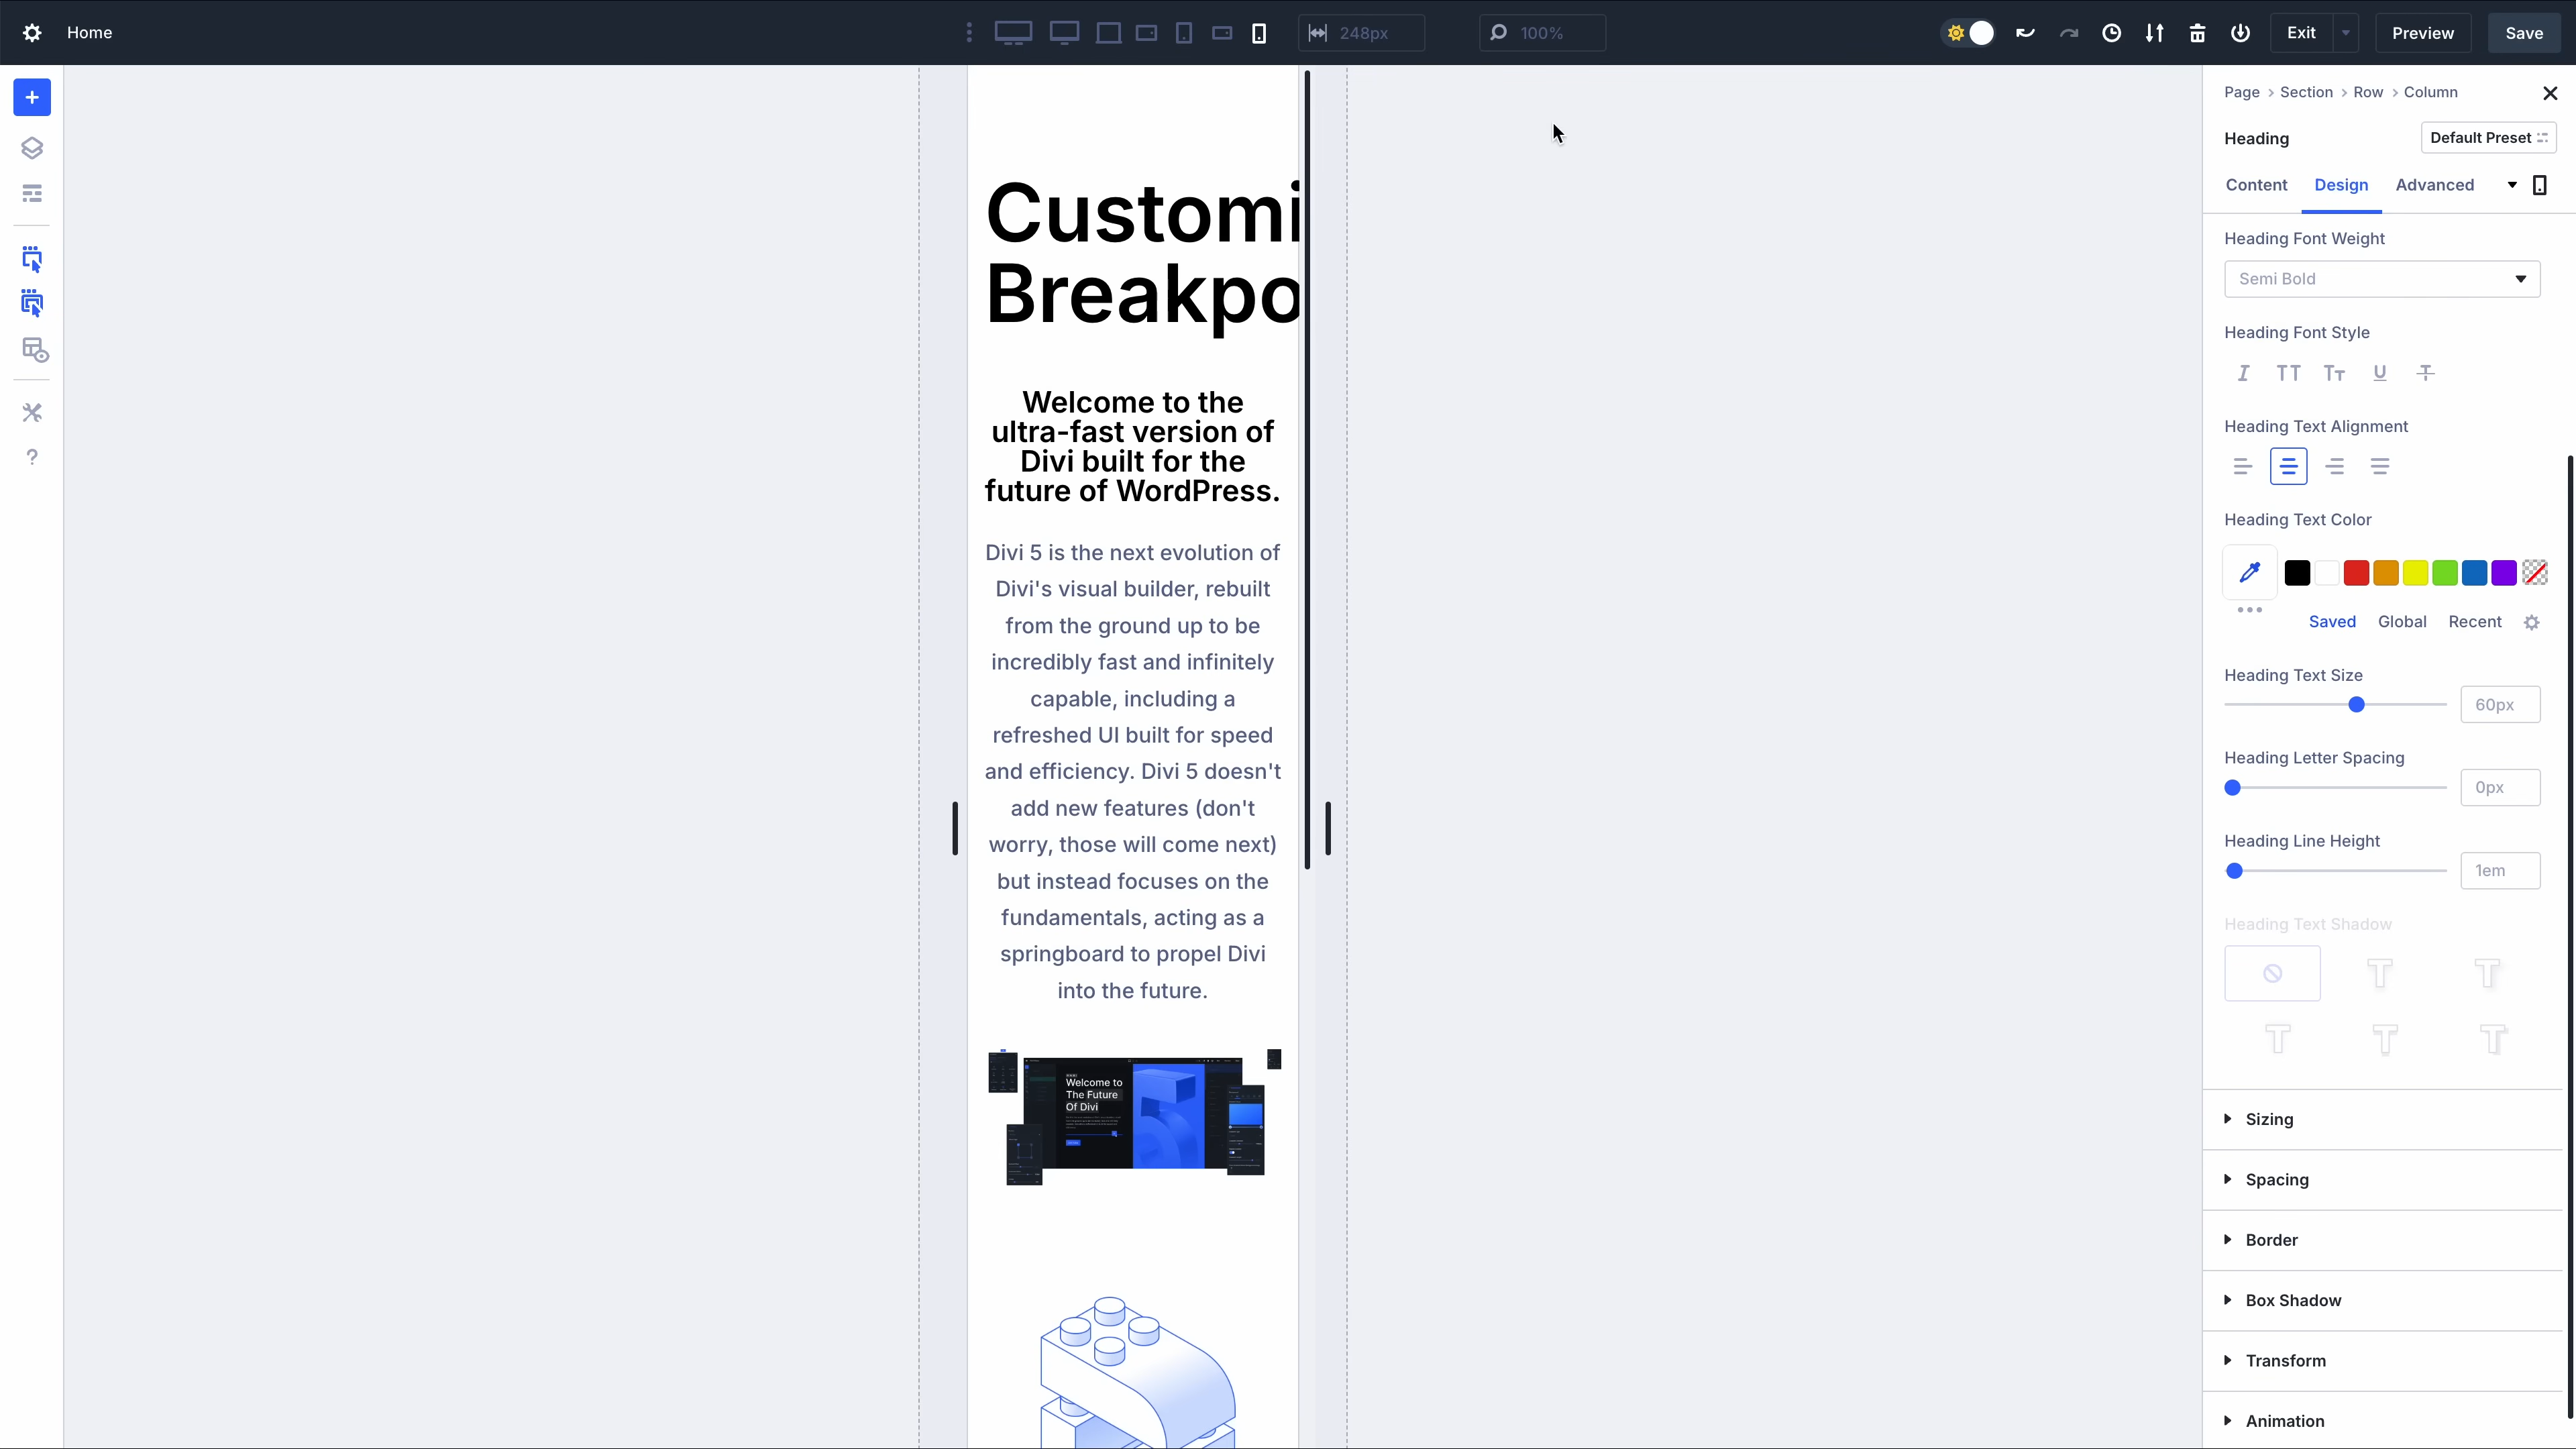 Home
248px
100%
Exit
Preview
Save
Customi
Breakpo
Welcome to the
ultra-fast version of
Divi built for the
future of WordPress.
Divi 5 is the next evolution of
Divi's visual builder, rebuilt
from the ground up to be
incredibly fast and infinitely
capable, including a
refreshed UI built for speed
and efficiency. Divi 5 doesn't
add new features (don't
worry, those will come next)
but instead focuses on the
fundamentals, acting as a
springboard to propel Divi
into the future.
Welcome to
The Future
Of Divi
Page > Section > Row > Column
Heading
Default Preset
Content
Design
Advanced
Heading Font Weight
Semi Bold
Heading Font Style
I TT TT U T
Heading Text Alignment
Heading Text Color
Saved
Global
Recent
Heading Text Size
60px
Heading Letter Spacing
0px
Heading Line Height
1em
Heading Text Shadow
T T
T T T
Sizing
Spacing
Border
Box Shadow
Transform
Animation